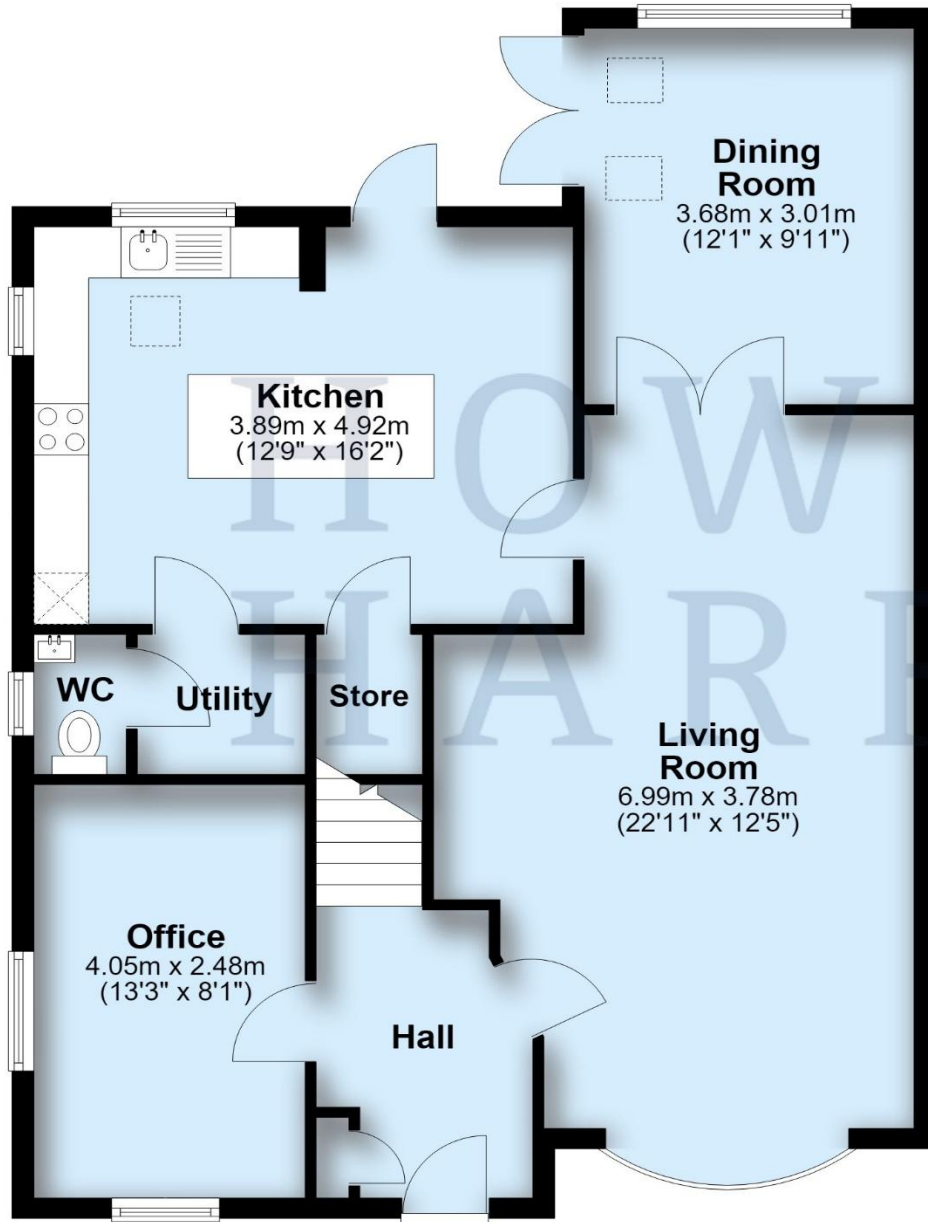 Dining
Room
3.68m x 3.01m
(12'1" x 9'11")
Kitchen
3.89m x 4.92m
(12'9" x 16'2")
HOW
HAR
WC
Utility
Store
Living
Room
6.99m x 3.78m
(22'11" x 12'5")
Office
4.05m x 2.48m
(13'3" x 8'1")
Hall